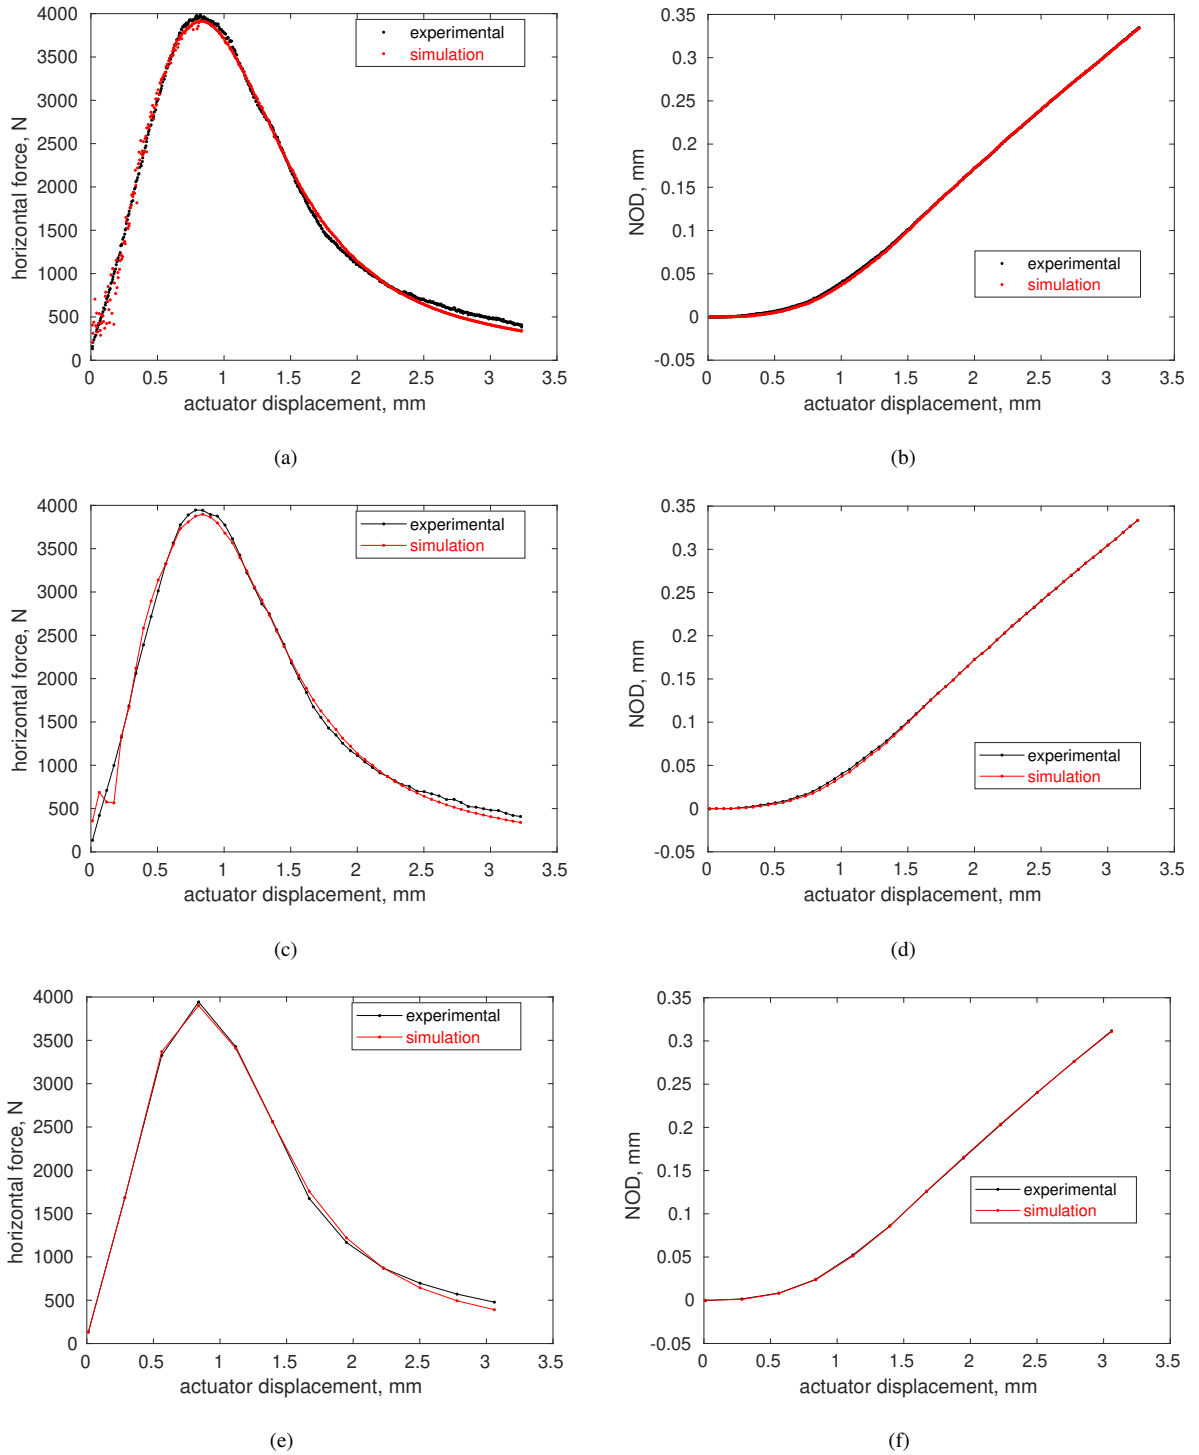 4000
3500
3000
2500
2000
1500
1000
500
0
horizontal force, N
experimental
simulation
0 0.5 1 1.5 2 2.5 3 3.5
actuator displacement, mm
(a)
0.35
0.3
0.25
0.2
0.15
0.1
0.05
0
-0.05
NOD, mm
experimental
simulation
0 0.5 1 1.5 2 2.5 3 3.5
actuator displacement, mm
(b)
4000
3500
3000
2500
2000
1500
1000
500
0
horizontal force, N
experimental
simulation
0 0.5 1 1.5 2 2.5 3 3.5
actuator displacement, mm
(c)
0.35
0.3
0.25
0.2
0.15
0.1
0.05
0
-0.05
NOD, mm
experimental
simulation
0 0.5 1 1.5 2 2.5 3 3.5
actuator displacement, mm
(d)
4000
3500
3000
2500
2000
1500
1000
500
0
horizontal force, N
experimental
simulation
0 0.5 1 1.5 2 2.5 3 3.5
actuator displacement, mm
(e)
0.35
0.3
0.25
0.2
0.15
0.1
0.05
0
-0.05
NOD, mm
experimental
simulation
0 0.5 1 1.5 2 2.5 3 3.5
actuator displacement, mm
(f)